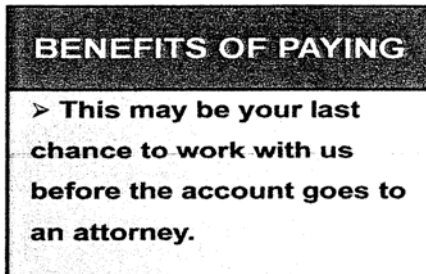 BENEFITS OF PAYING
➢ This may be your last
chance to work with us
before the account goes to
an attorney.